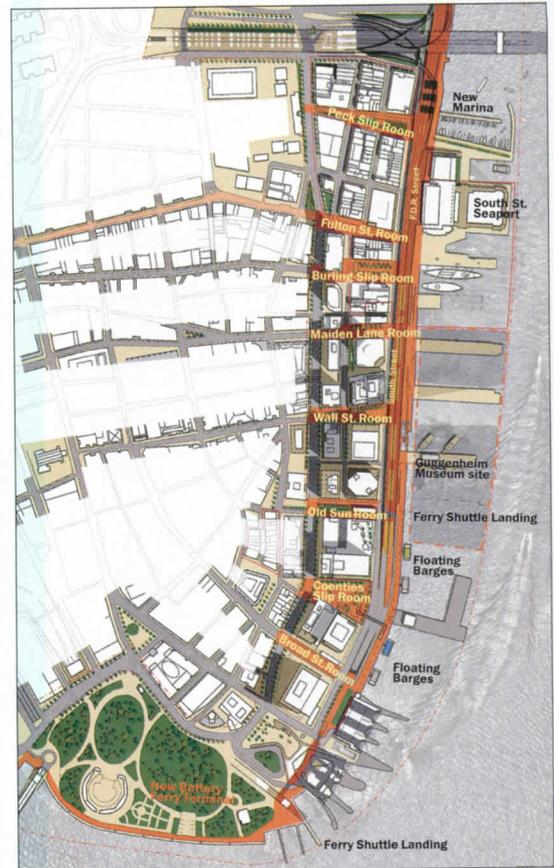 Peck Slip Room
New
Marina
F.D.R. Street
South St.
Seaport
Fulton St. Room
Burling Slip Room
Maiden Lane Room
South Street
Wall St. Room
Guggenheim
Museum site
Old Sun Room
Ferry Shuttle Landing
Floating
Barges
Coenties
Slip Room
Broad St. Room
Floating
Barges
New Battery
Ferry Terminal
Ferry Shuttle Landing